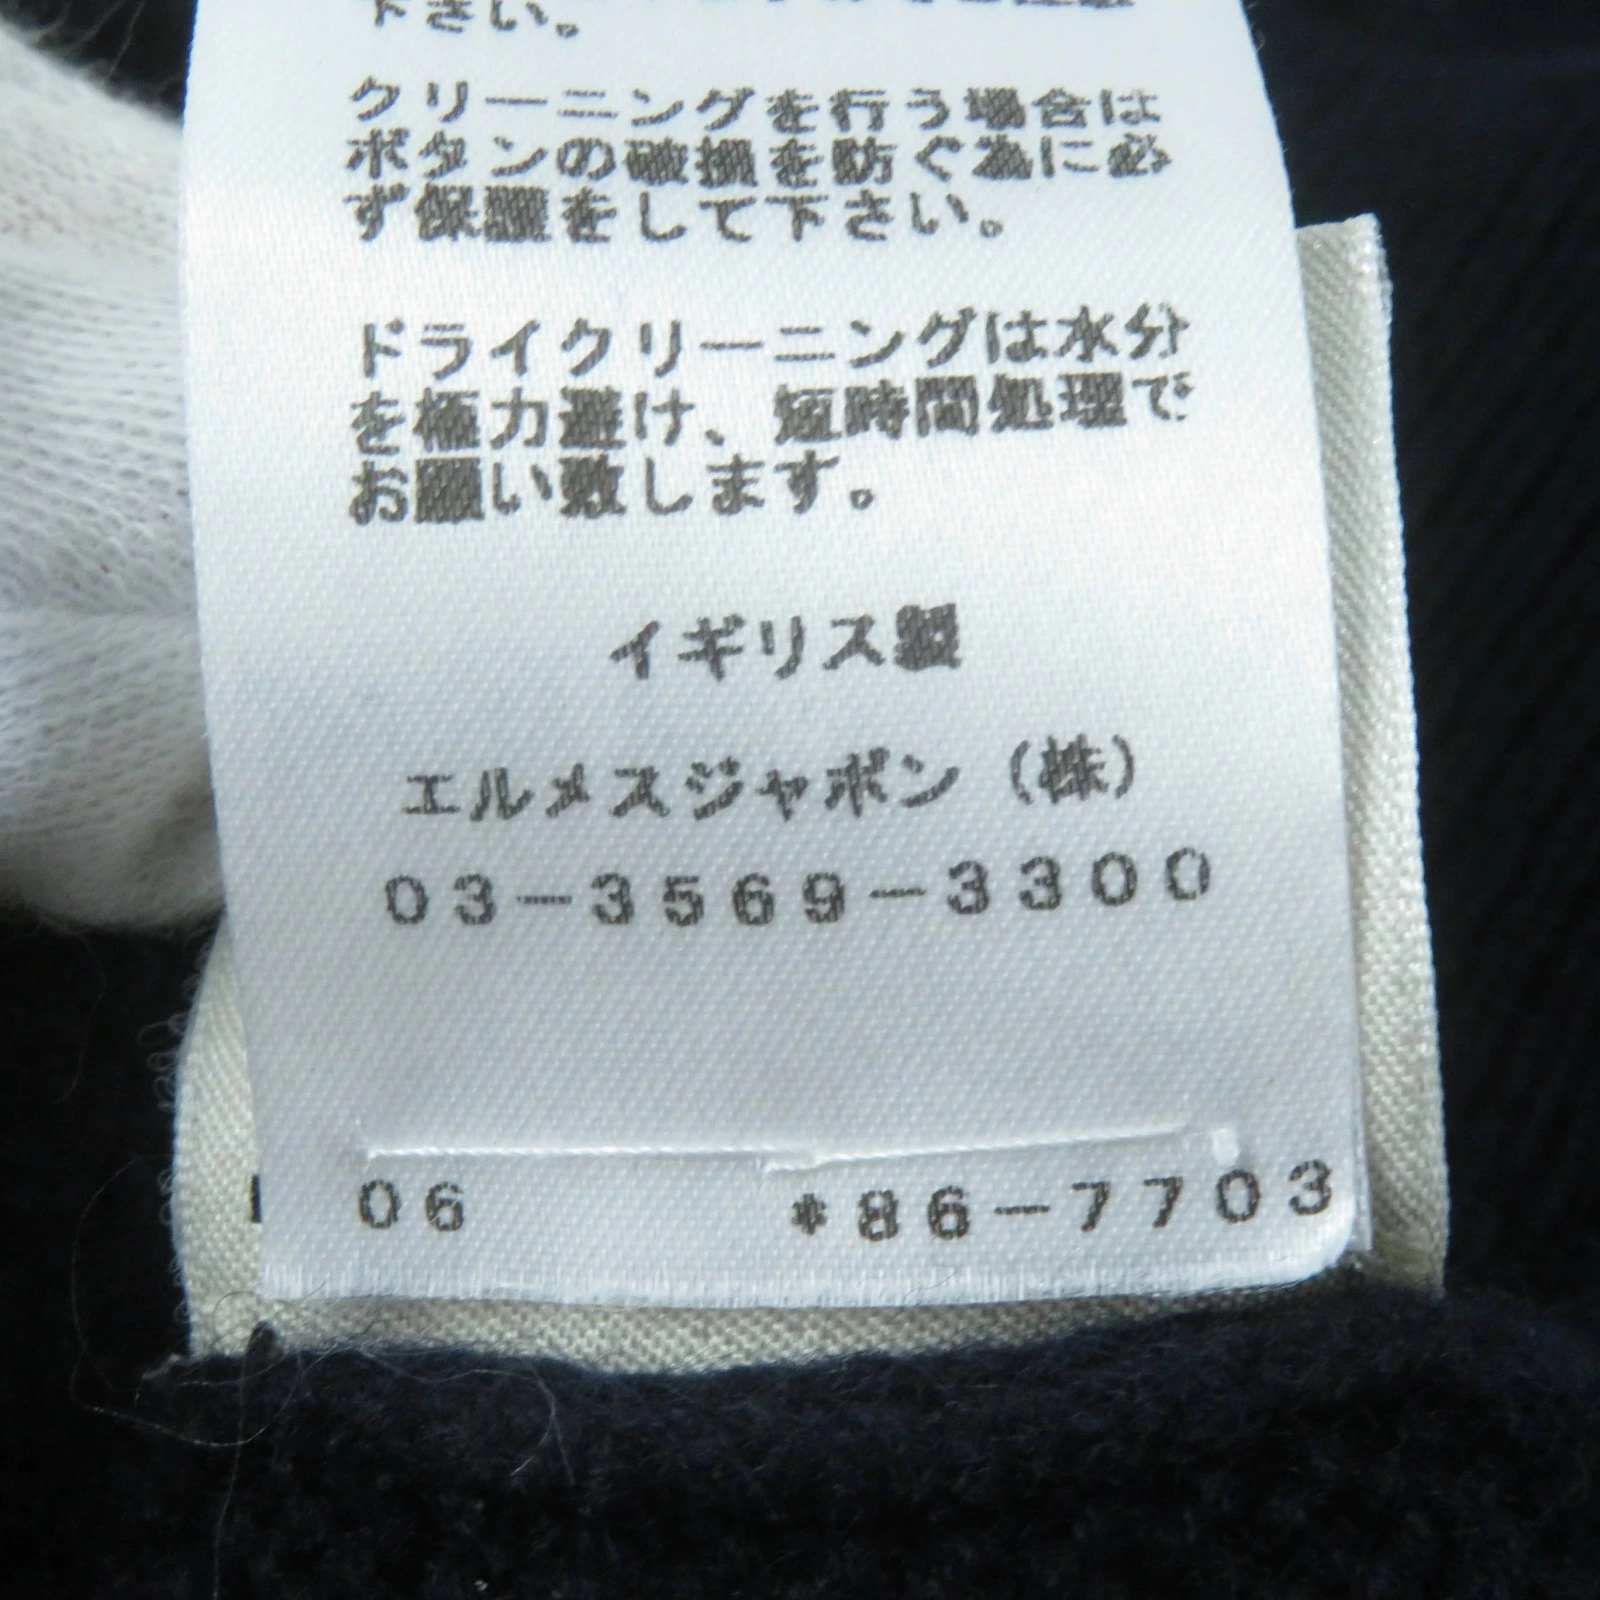 下さい。
クリーニングを行う場合は
ボタンの破損を防ぐ為に必
ず保護をして下さい。
ドライクリーニングは水分
を極力避け、短時間処理で
お願い致します。
イギリス製
エルメスジャポン（株）
03-3569-3300
06 *86-7703